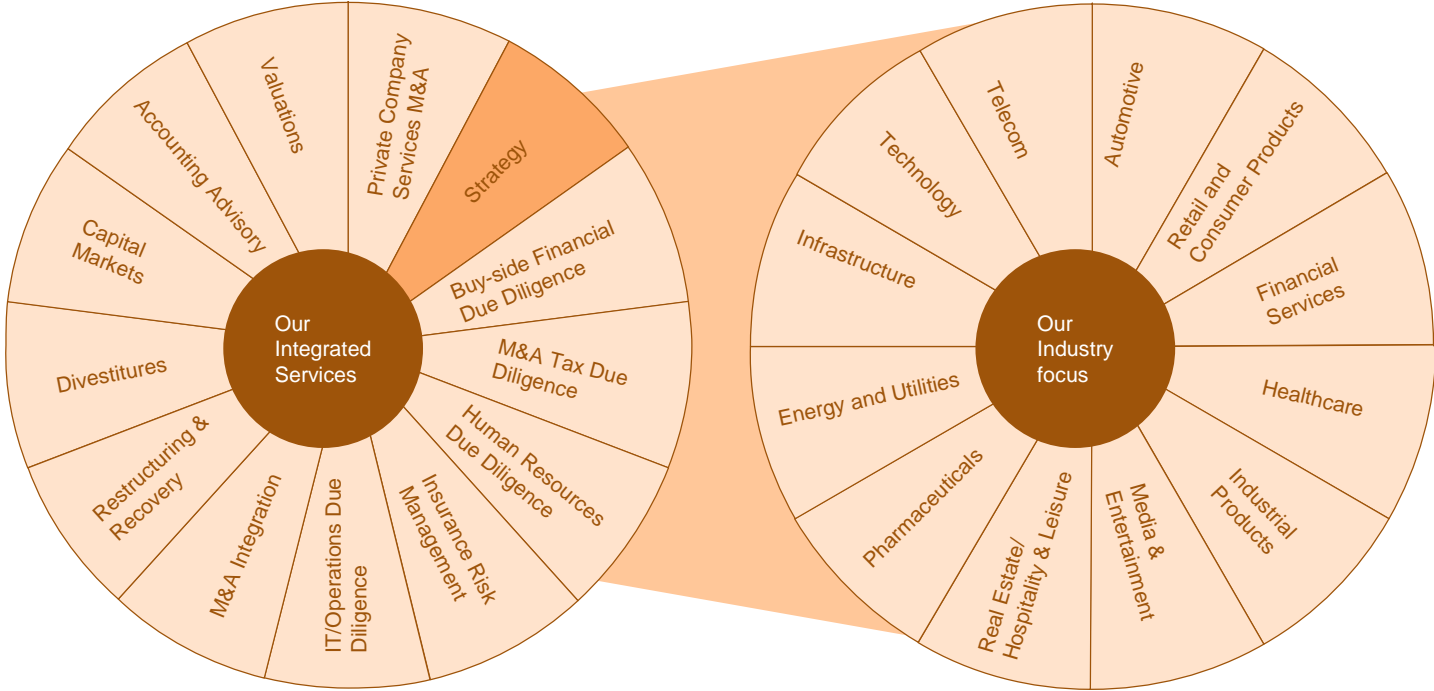 Our
Integrated
Services
Private Company
Services M&A
Strategy
Buy-side Financial
Due Diligence
M&A Tax Due
Diligence
Human Resources
Due Diligence
Insurance Risk
Management
IT/Operations Due
Diligence
M&A Integration
Restructuring &
Recovery
Divestitures
Capital
Markets
Accounting Advisory
Valuations
Our
Industry
focus
Automotive
Retail and
Consumer Products
Financial
Services
Healthcare
Industrial
Products
Media &
Entertainment
Real Estate/
Hospitality & Leisure
Pharmaceuticals
Energy and Utilities
Infrastructure
Technology
Telecom